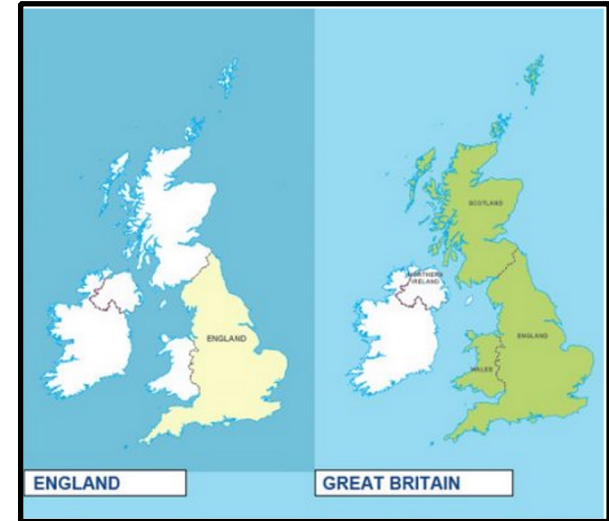 ENGLAND
ENGLAND
SCOTLAND
NORTHERN
IRELAND
ENGLAND
WALES
GREAT BRITAIN